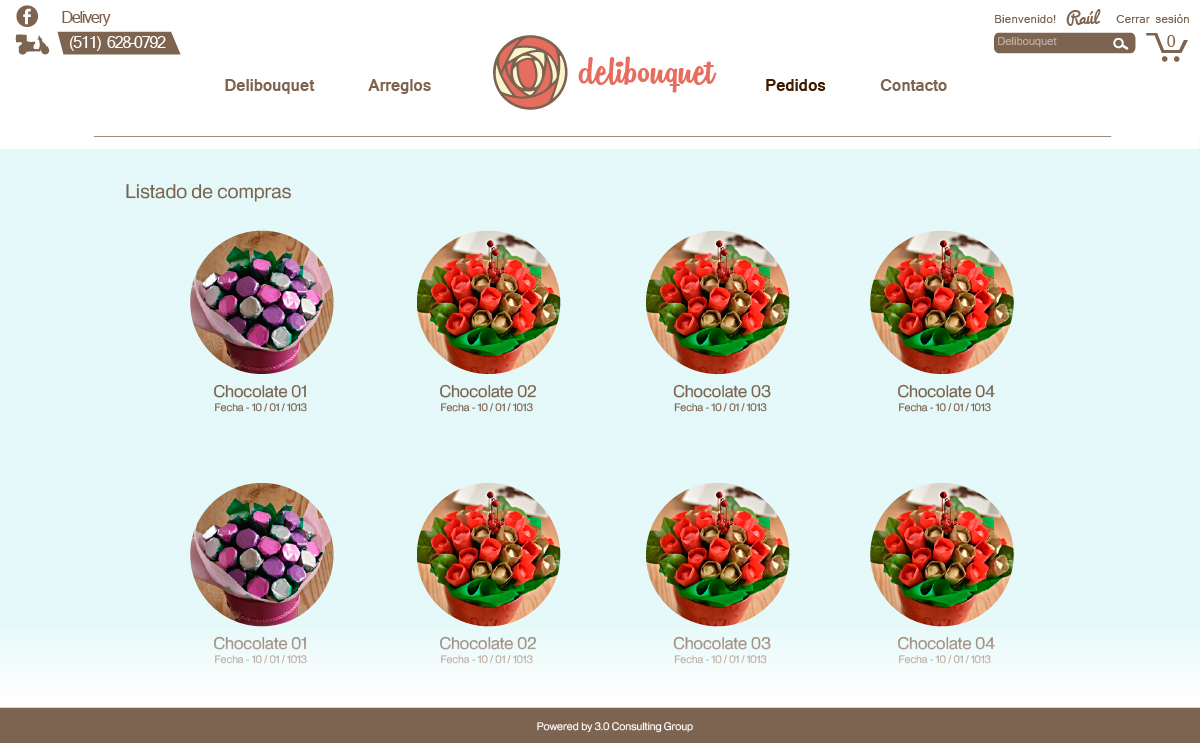 Delivery
(511) 628-0792
Bienvenido! Raúl Cerrar sesión
Delibouquet
0
Delibouquet Arreglos delibouquet Pedidos Contacto
Listado de compras
Chocolate 01 Chocolate 02 Chocolate 03 Chocolate 04
Fecha - 10 / 01 / 1013 Fecha - 10 / 01 / 1013 Fecha - 10 / 01 / 1013 Fecha - 10 / 01 / 1013
Chocolate 01 Chocolate 02 Chocolate 03 Chocolate 04
Fecha - 10 / 01 / 1013 Fecha - 10 / 01 / 1013 Fecha - 10 / 01 / 1013 Fecha - 10 / 01 / 1013
Powered by 3.0 Consulting Group